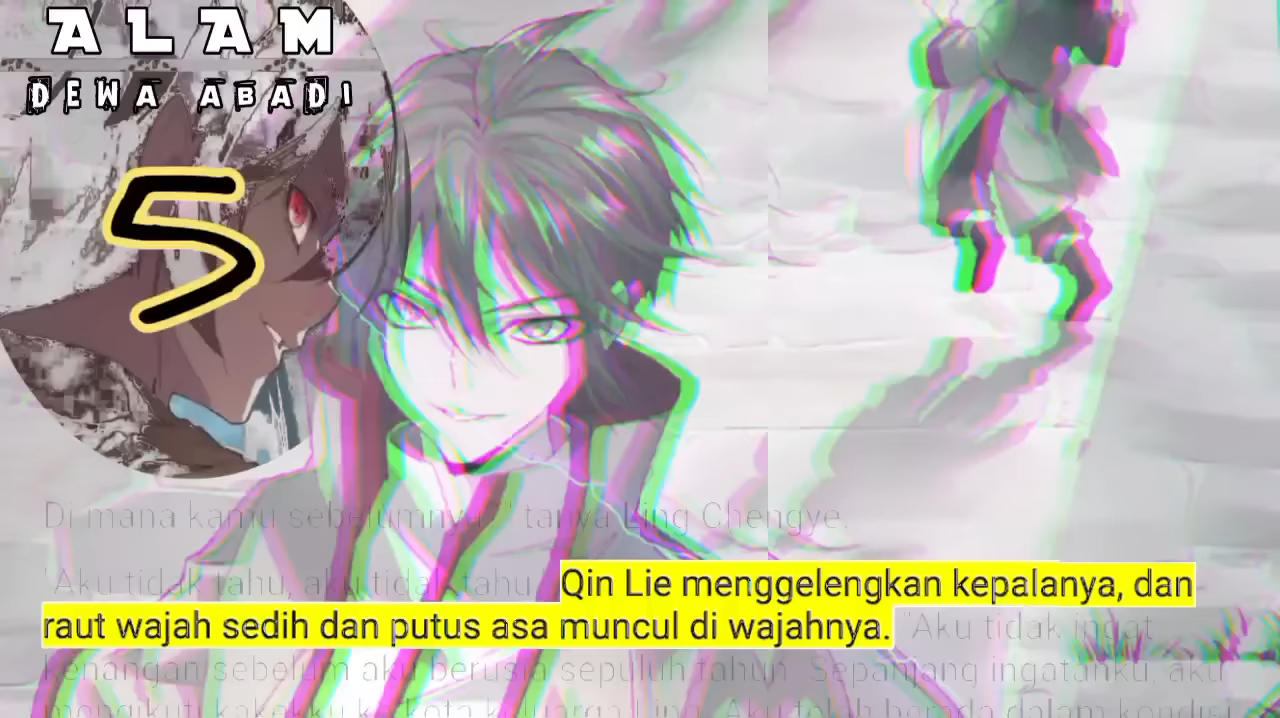 ALAM
DEWA ABADI
5
Di mana kamu sebelumnya?" tanya Ling Chengye.
"Aku tidak tahu, aku tidak tahu Qin Lie menggelengkan kepalanya, dan
raut wajah sedih dan putus asa muncul di wajahnya. "Aku tidak ingat
kenangan sebelum aku berusia sepuluh tahun. Sepanjang ingatanku, aku
mengikuti kakekku ke kota keluarga Ling. Aku telah berada dalam kondisi